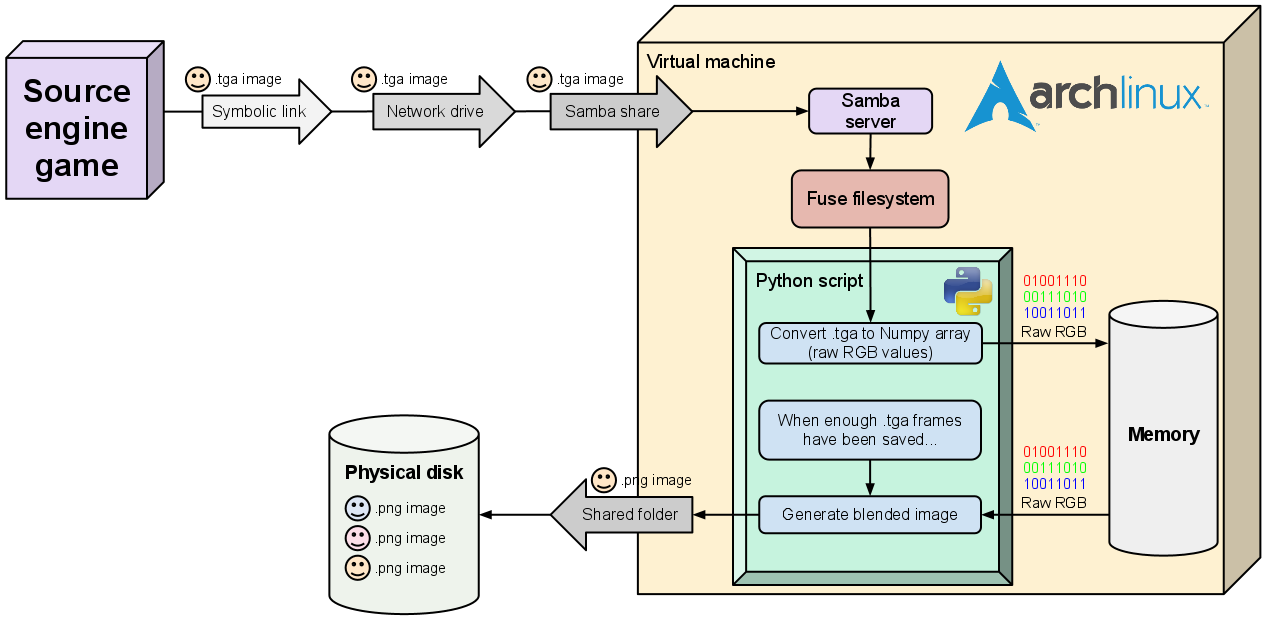 Source
engine
game
.tga image
Symbolic link
.tga image
Network drive
.tga image
Samba share
Virtual machine
archlinux
™
Samba
server
Fuse filesystem
Python script
Convert .tga to Numpy array
(raw RGB values)
01001110
00111010
10011011
Raw RGB
When enough .tga frames
have been saved...
Memory
01001110
00111010
10011011
Raw RGB
Generate blended image
.png image
Shared folder
Physical disk
.png image
.png image
.png image